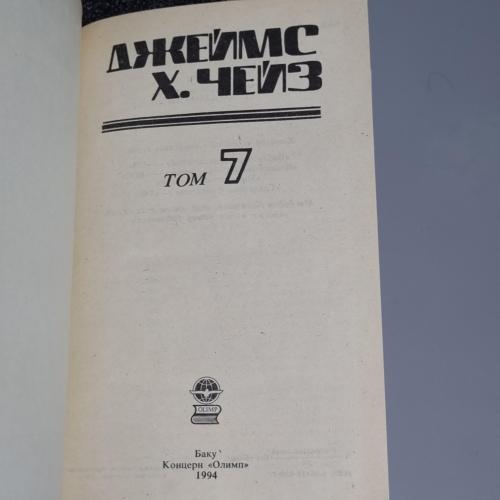 ДЖЕЙМС
Х. ЧЕЙЗ
ТОМ 7
OLIMP
Баку
Концерн «Олимп»
1994